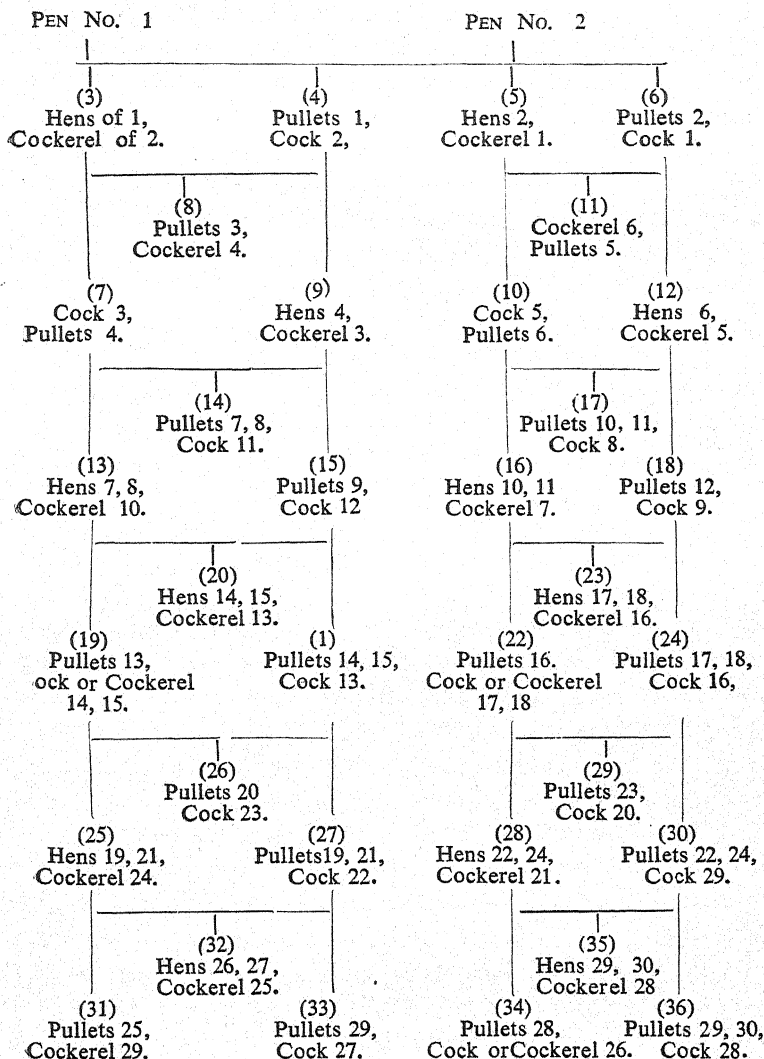 PEN NO. 1 PEN NO. 2
(3) (4) (5) (6)
Hens of 1, Pullets 1, Hens 2, Pullets 2,
Cockerel of 2. Cock 2, Cockerel 1. Cock 1.
(8) (11)
Pullets 3, Cockerel 6,
Cockerel 4. Pullets 5.
(7) (9) (10) (12)
Cock 3, Hens 4, Cock 5, Hens 6,
Pullets 4. Cockerel 3. Pullets 6. Cockerel 5.
(14) (17)
Pullets 7, 8, Pullets 10, 11,
Cock 11. Cock 8.
(13) (15) (16) (18)
Hens 7, 8, Pullets 9, Hens 10, 11 Pullets 12,
Cockerel 10. Cock 12 Cockerel 7. Cock 9.
(20) (23)
Hens 14, 15, Hens 17, 18,
Cockerel 13. Cockerel 16.
(19) (1) (22) (24)
Pullets 13, Pullets 14, 15, Pullets 16. Pullets 17, 18,
ock or Cockerel Cock 13. Cock or Cockerel Cock 16,
14, 15. 17, 18
(26) (29)
Pullets 20 Pullets 23,
Cock 23. Cock 20.
(25) (27) (28) (30)
Hens 19, 21, Pullets19, 21, Hens 22, 24, Pullets 22, 24,
Cockerel 24. Cock 22. Cockerel 21. Cock 29.
(32) (35)
Hens 26, 27, Hens 29, 30,
Cockerel 25. Cockerel 28
(31) (33) (34) (36)
Pullets 25, Pullets 29, Pullets 28, Pullets 29, 30,
Cockerel 29. Cock 27. Cock orCockerel 26. Cock 28.